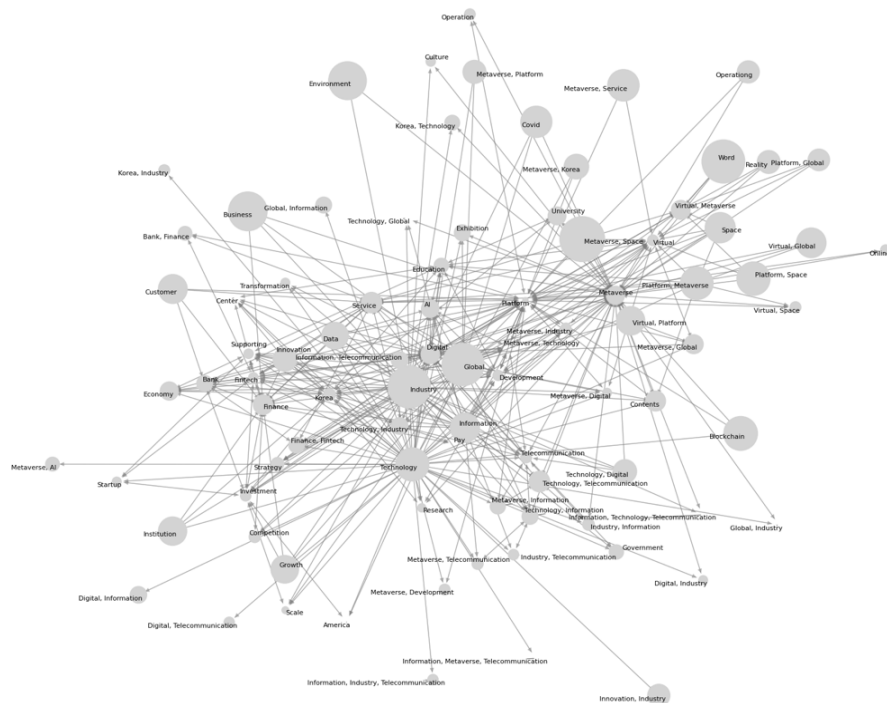 Operation
Culture
Metaverse, Platform
Operationg
Environment
Metaverse, Service
Covid
Korea, Technology
Word
Reality
Platform, Global
Metaverse, Korea
Korea, Industry
Business
Global, Information
University
Virtual, Metaverse
Technology, Global
Exhibition
Space
Bank, Finance
Metaverse, Space
Virtual
Virtual, Global
Online
Education
Platform, Space
Transformation
Customer
Metaverse
Platform, Metaverse
Center
Service
AI
Platform
Virtual, Space
Virtual, Platform
Metaverse, Industry
Data
Supporting
Metaverse, Technology
Innovation
Digital
Metaverse, Global
Information, Telecommunication
Global
Bank
Fintech
Development
Economy
Industry
Korea
Metaverse, Digital
Finance
Contents
Information
Technology, Industry
Blockchain
Finance, Fintech
Pay
Telecommunication
Metaverse, AI
Strategy
Technology
Technology, Digital
Startup
Technology, Telecommunication
Investment
Metaverse, Information
Research
Technology, Information
Information, Technology, Telecommunication
Industry, Information
Global, Industry
Institution
Competition
Government
Metaverse, Telecommunication
Industry, Telecommunication
Growth
Digital, Industry
Metaverse, Development
Digital, Information
Scale
Digital, Telecommunication
America
Information, Metaverse, Telecommunication
Information, Industry, Telecommunication
Innovation, Industry